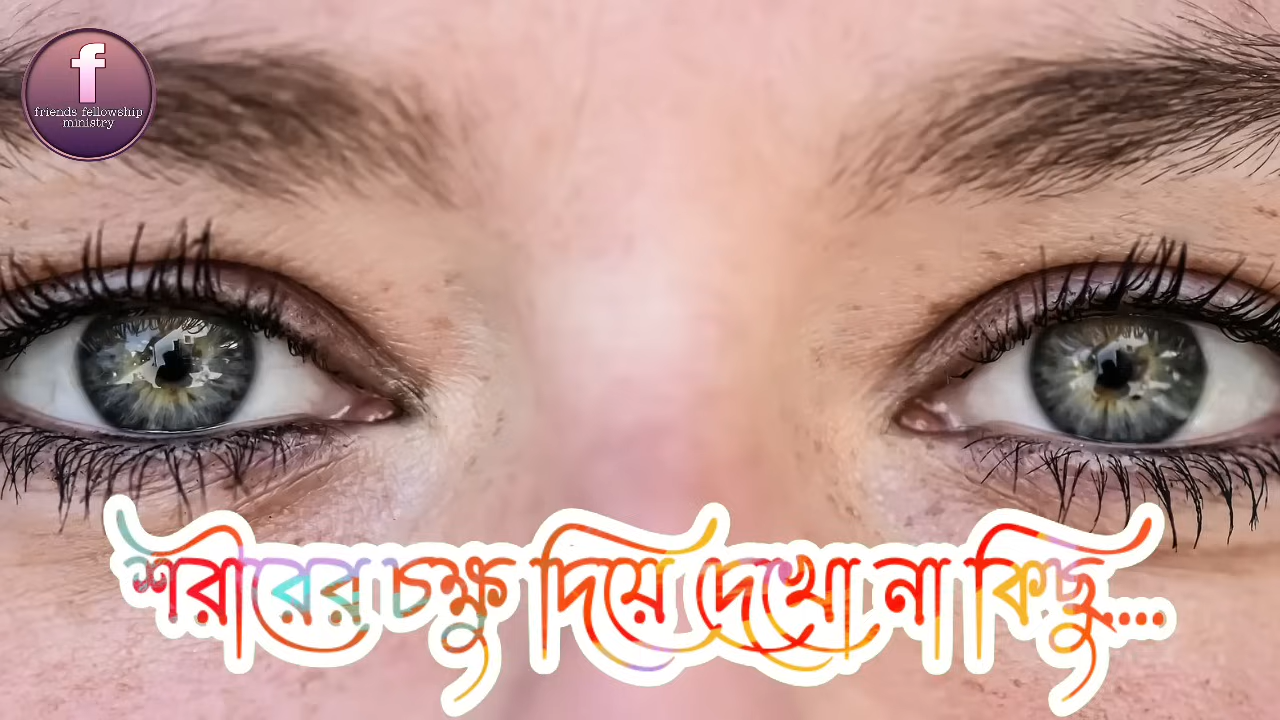 f
friends fellowship
ministry
শরীরের চক্ষু দিয়ে দেখো না কিছু....